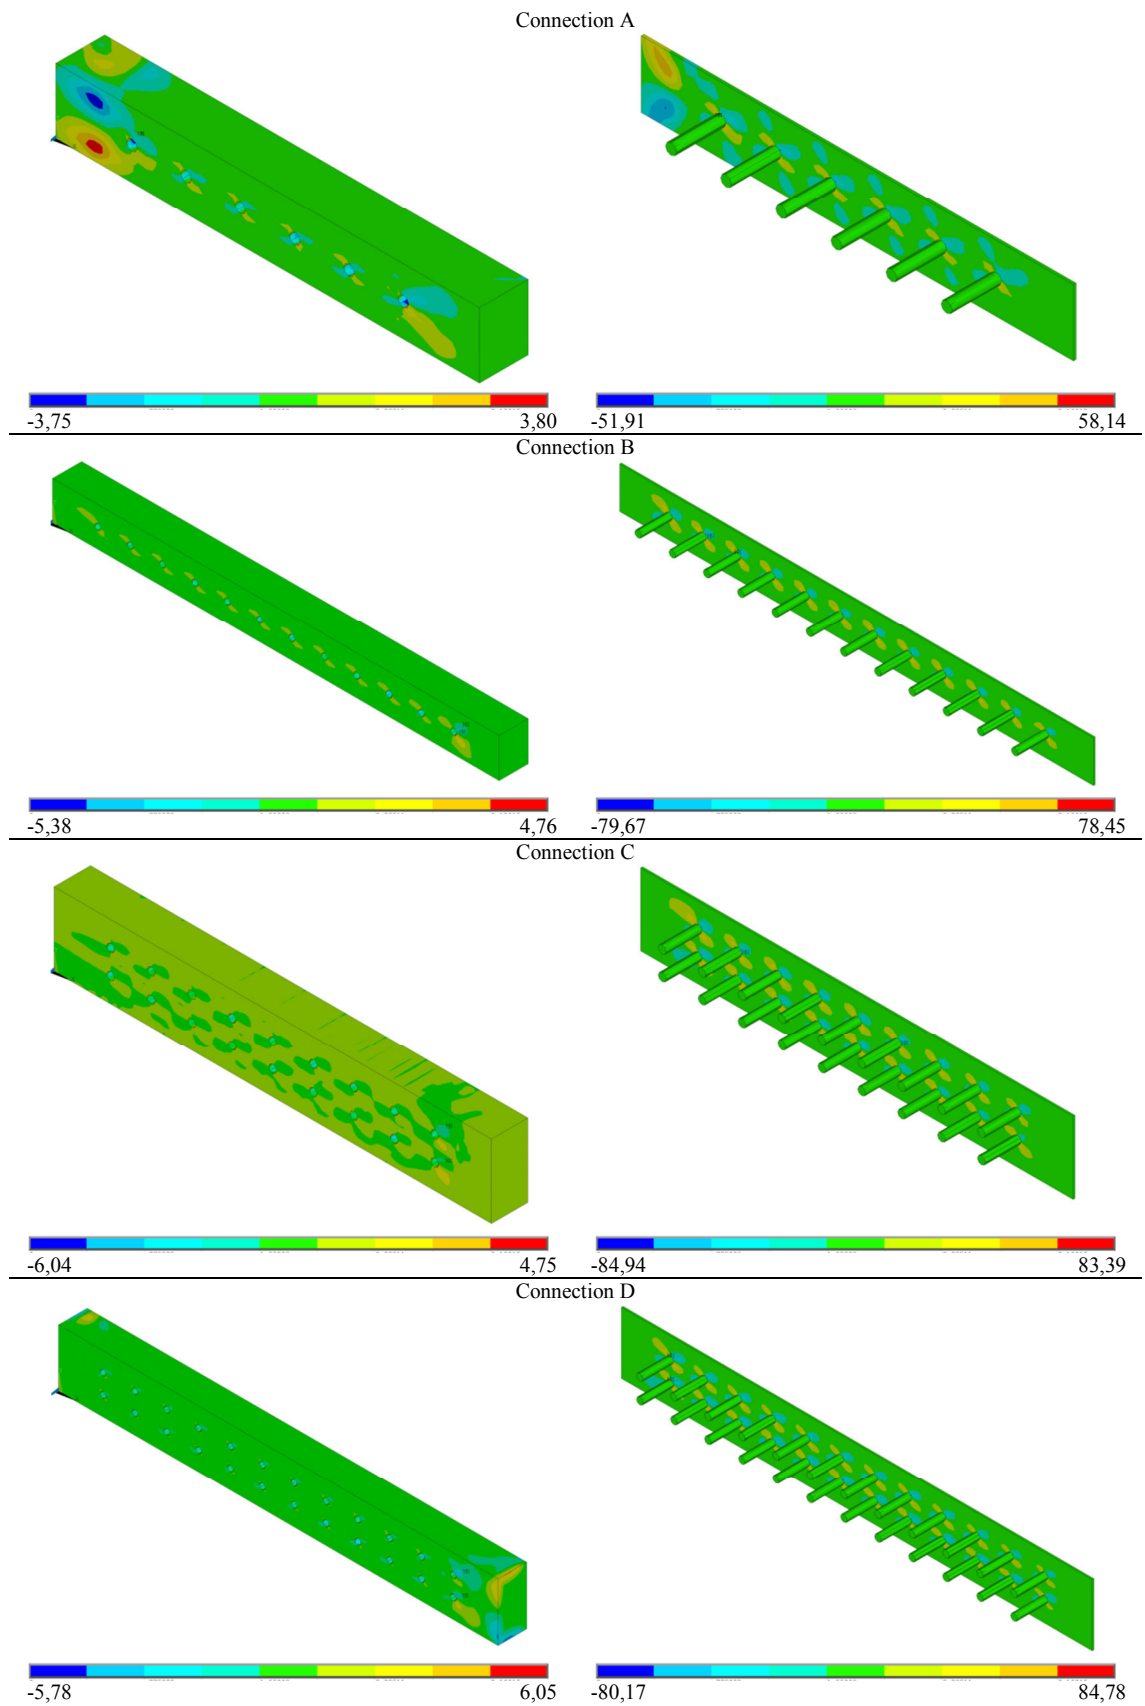 Connection A
-3,75 3,80 -51,91 58,14
Connection B
-5,38 4,76 -79,67 78,45
Connection C
-6,04 4,75 -84,94 83,39
Connection D
-5,78 6,05 -80,17 84,78